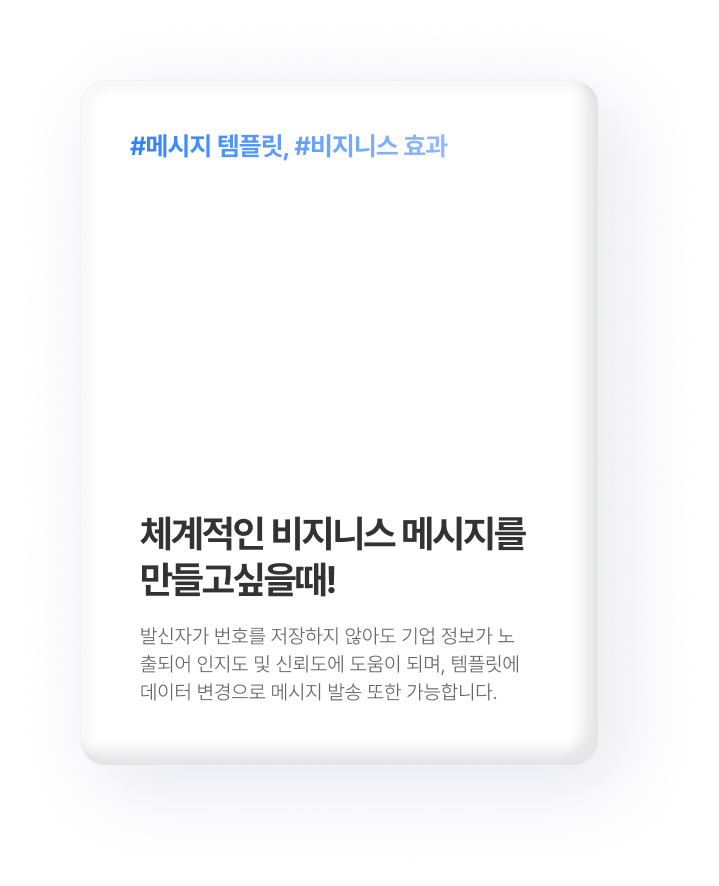 #메시지 템플릿, #비지니스 효과
체계적인 비지니스 메시지를
만들고싶을때!
발신자가 번호를 저장하지 않아도 기업 정보가 노
출되어 인지도 및 신뢰도에 도움이 되며, 템플릿에
데이터 변경으로 메시지 발송 또한 가능합니다.